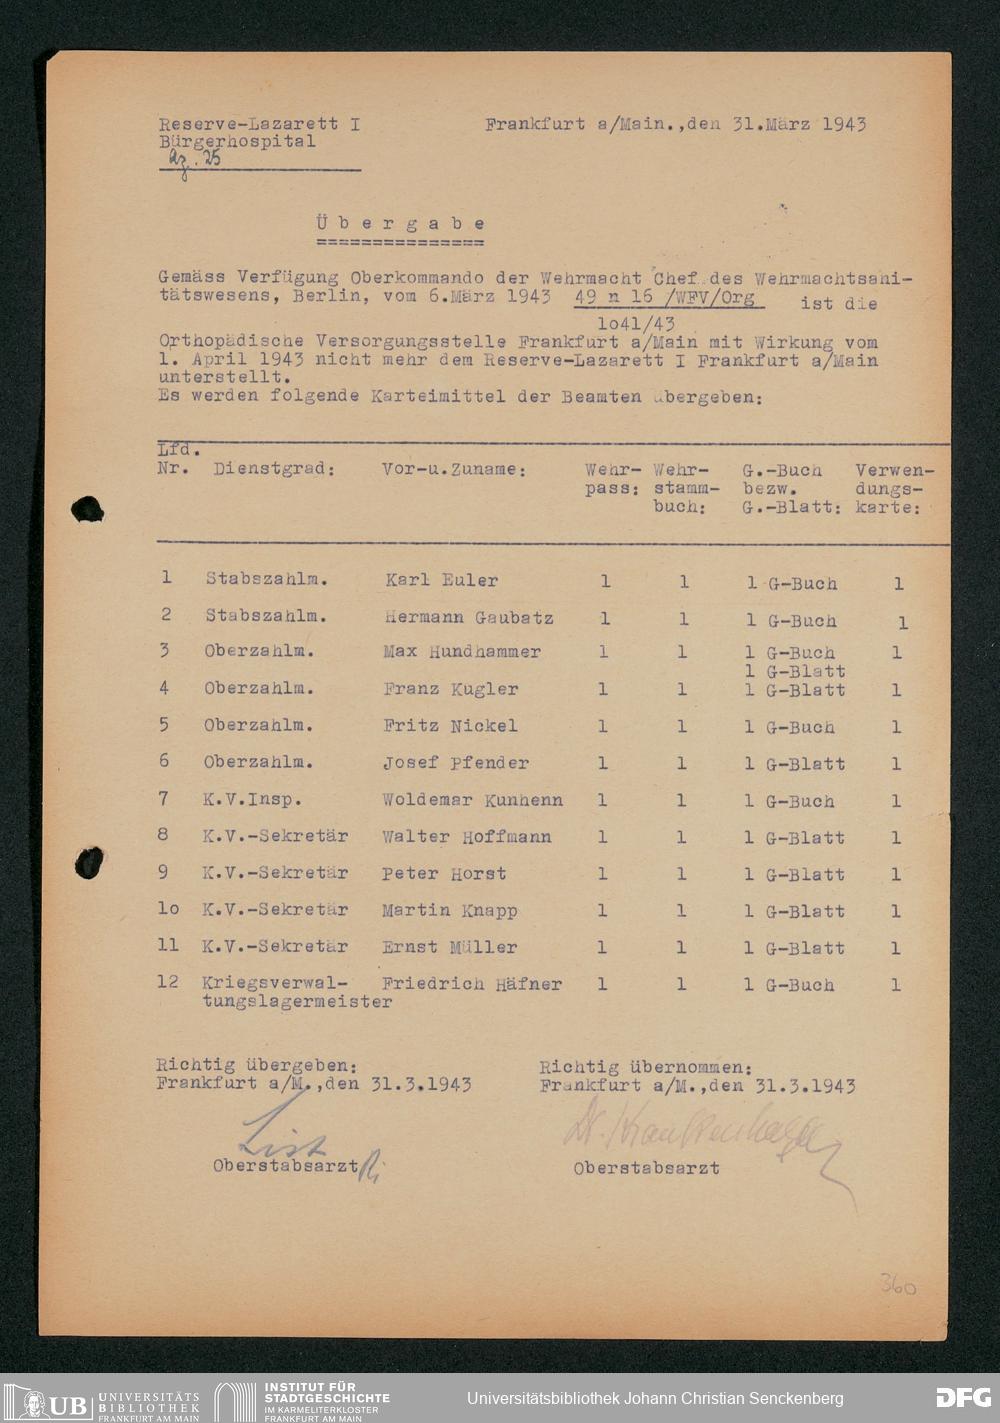 Reserve-Lazarett I Frankfurt a/Main.,den 31.März 1943
Bürgerhospital
Az. 25
Übergabe
===============
Gemäss Verfügung Oberkommando der Wehrmacht Chef des Wehrmachtsani-
tätswesens, Berlin, vom 6.März 1943 49 n 16 /WFV/Org ist die
1o41/43
Orthopädische Versorgungsstelle Frankfurt a/Main mit Wirkung vom
1. April 1943 nicht mehr dem Reserve-Lazarett I Frankfurt a/Main
unterstellt.
Es werden folgende Karteimittel der Beamten übergeben:
Lfd.
Nr. Dienstgrad: Vor-u.Zuname: Wehr- Wehr- G.-Buch Verwen-
pass: stamm- bezw. dungs-
buch: G.-Blatt: karte:
1 Stabszahlm. Karl Euler 1 1 1 G-Buch 1
2 Stabszahlm. Hermann Gaubatz 1 1 1 G-Buch 1
3 Oberzahlm. Max Hundhammer 1 1 1 G-Buch 1
1 G-Blatt
4 Oberzahlm. Franz Kugler 1 1 1 G-Blatt 1
5 Oberzahlm. Fritz Nickel 1 1 1 G-Buch 1
6 Oberzahlm. Josef Pfender 1 1 1 G-Blatt 1
7 K.V.Insp. Woldemar Kunhenn 1 1 1 G-Buch 1
8 K.V.-Sekretär Walter Hoffmann 1 1 1 G-Blatt 1
9 K.V.-Sekretär Peter Horst 1 1 1 G-Blatt 1
1o K.V.-Sekretär Martin Knapp 1 1 1 G-Blatt 1
11 K.V.-Sekretär Ernst Müller 1 1 1 G-Blatt 1
12 Kriegsverwal- Friedrich Häfner 1 1 1 G-Buch 1
tungslagermeister
Richtig übergeben: Richtig übernommen:
Frankfurt a/M.,den 31.3.1943 Frankfurt a/M.,den 31.3.1943
List Dr.
Oberstabsarzt Ri Oberstabsarzt
360
UB UNIVERSITÄTS
BIBLIOTHEK
FRANKFURT AM MAIN
INSTITUT FÜR
STADTGESCHICHTE
IM KARMELITERKLOSTER
FRANKFURT AM MAIN
Universitätsbibliothek Johann Christian Senckenberg
DFG